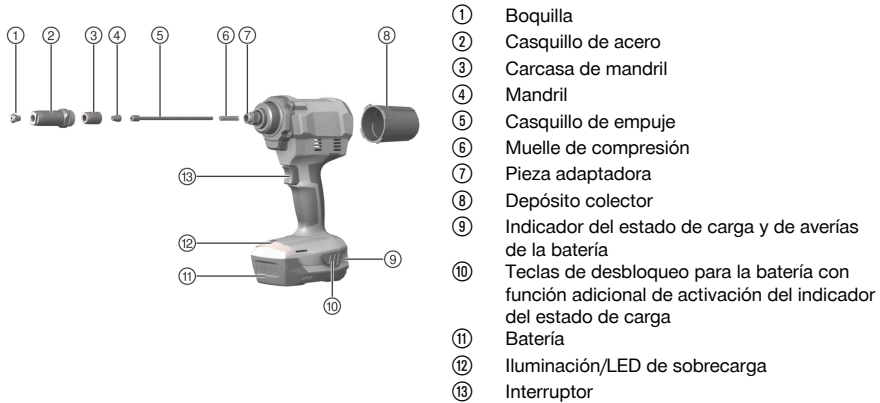 ① ② ③ ④ ⑤ ⑥ ⑦ ⑧
⑬
⑫
⑨
⑪
⑩
① Boquilla
② Casquillo de acero
③ Carcasa de mandril
④ Mandril
⑤ Casquillo de empuje
⑥ Muelle de compresión
⑦ Pieza adaptadora
⑧ Depósito colector
⑨ Indicador del estado de carga y de averías
de la batería
⑩ Teclas de desbloqueo para la batería con
función adicional de activación del indicador
del estado de carga
⑪ Batería
⑫ Iluminación/LED de sobrecarga
⑬ Interruptor